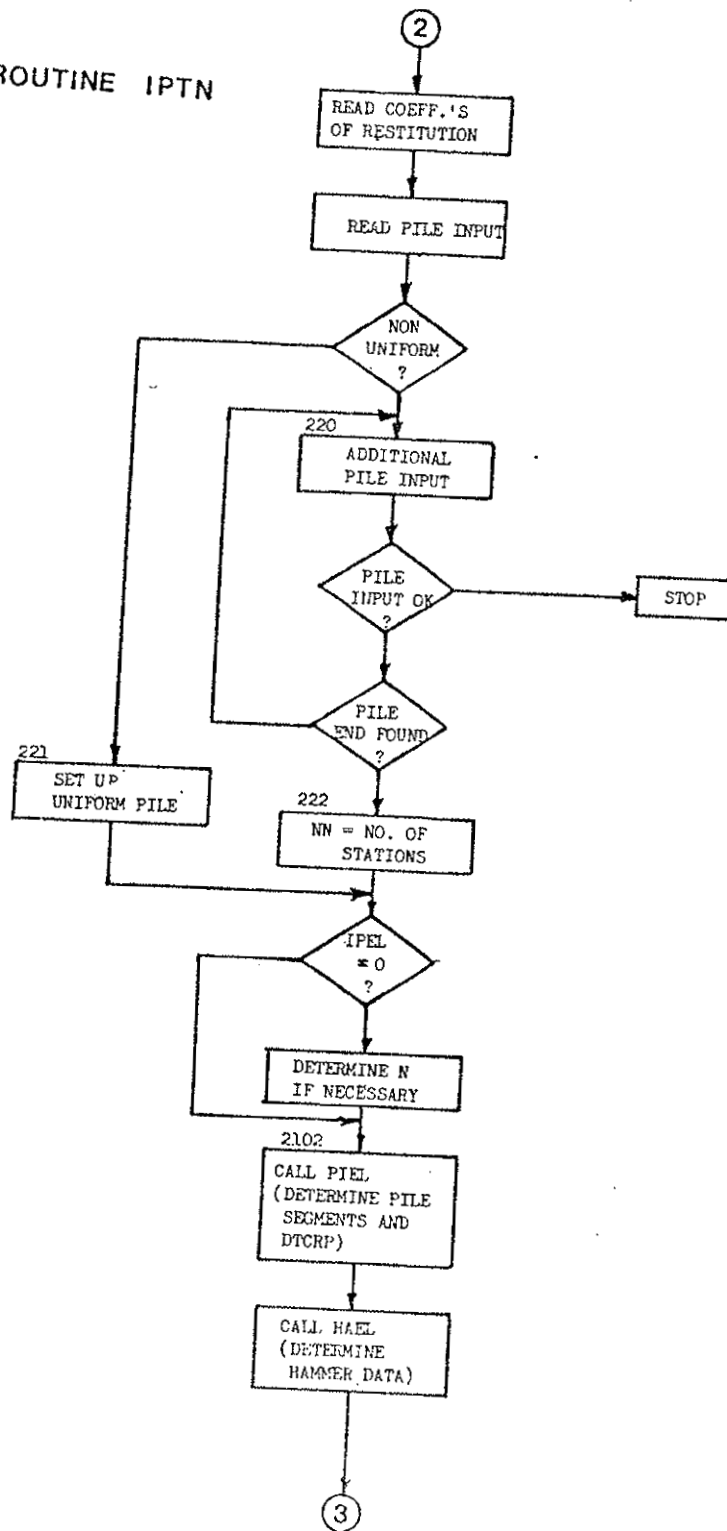 2
ROUTINE IPTN
READ COEFF.'S
OF RESTITUTION
READ PILE INPUT
NON
UNIFORM
?
220
ADDITIONAL
PILE INPUT
PILE
INPUT OK
?
STOP
PILE
END FOUND
?
221
SET UP
UNIFORM PILE
222
NN = NO. OF
STATIONS
IPEL
= 0
?
DETERMINE N
IF NECESSARY
2102
CALL PIEL
(DETERMINE PILE
SEGMENTS AND
DTCRP)
CALL HAEL
(DETERMINE
HAMMER DATA)
3